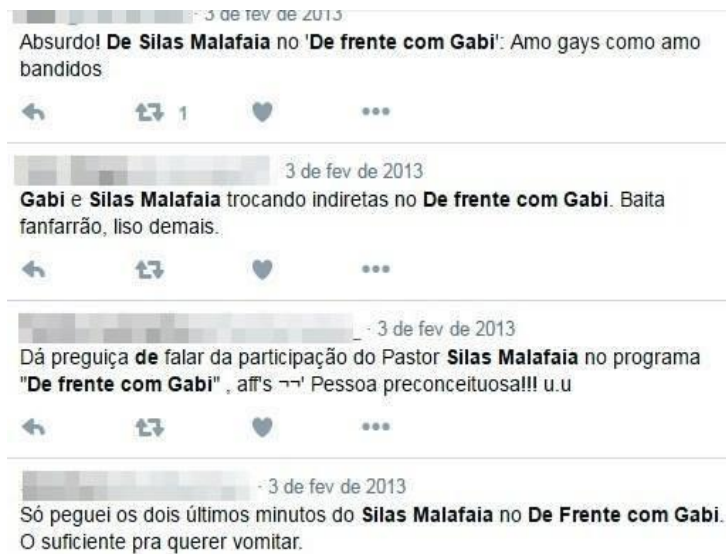 3 de fev de 2013
Absurdo! De Silas Malafaia no 'De frente com Gabi': Amo gays como amo
bandidos
1
3 de fev de 2013
Gabi e Silas Malafaia trocando indiretas no De frente com Gabi. Baita
fanfarrão, liso demais.
_ · 3 de fev de 2013
Dá preguiça de falar da participação do Pastor Silas Malafaia no programa
"De frente com Gabi" , aff's ¬¬' Pessoa preconceituosa!!! u.u
· 3 de fev de 2013
Só peguei os dois últimos minutos do Silas Malafaia no De Frente com Gabi.
O suficiente pra querer vomitar.